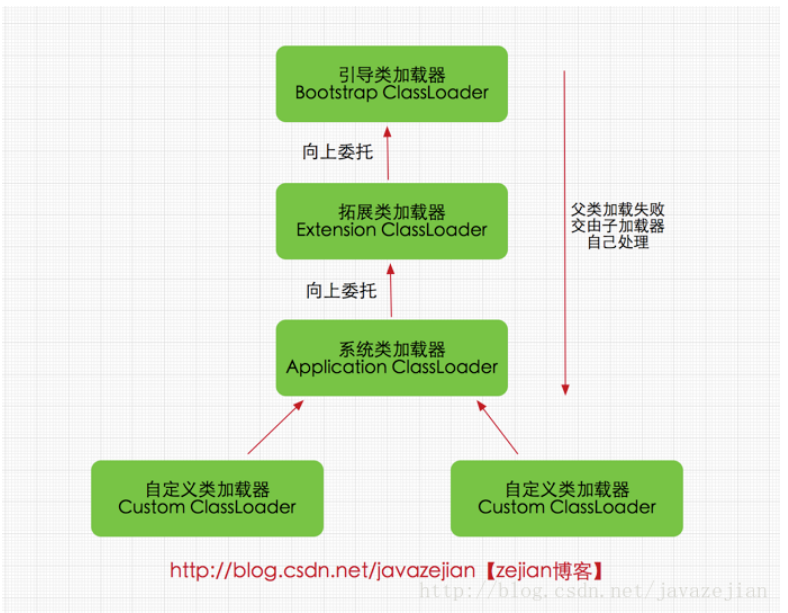 引导类加载器
Bootstrap ClassLoader
向上委托
拓展类加载器
Extension ClassLoader
父类加载失败
交由子加载器
自己处理
向上委托
系统类加载器
Application ClassLoader
自定义类加载器
Custom ClassLoader
自定义类加载器
Custom ClassLoader
http://blog.csdn.net/javazejian【zejian博客】
http://blog.csdn.net/javazejian